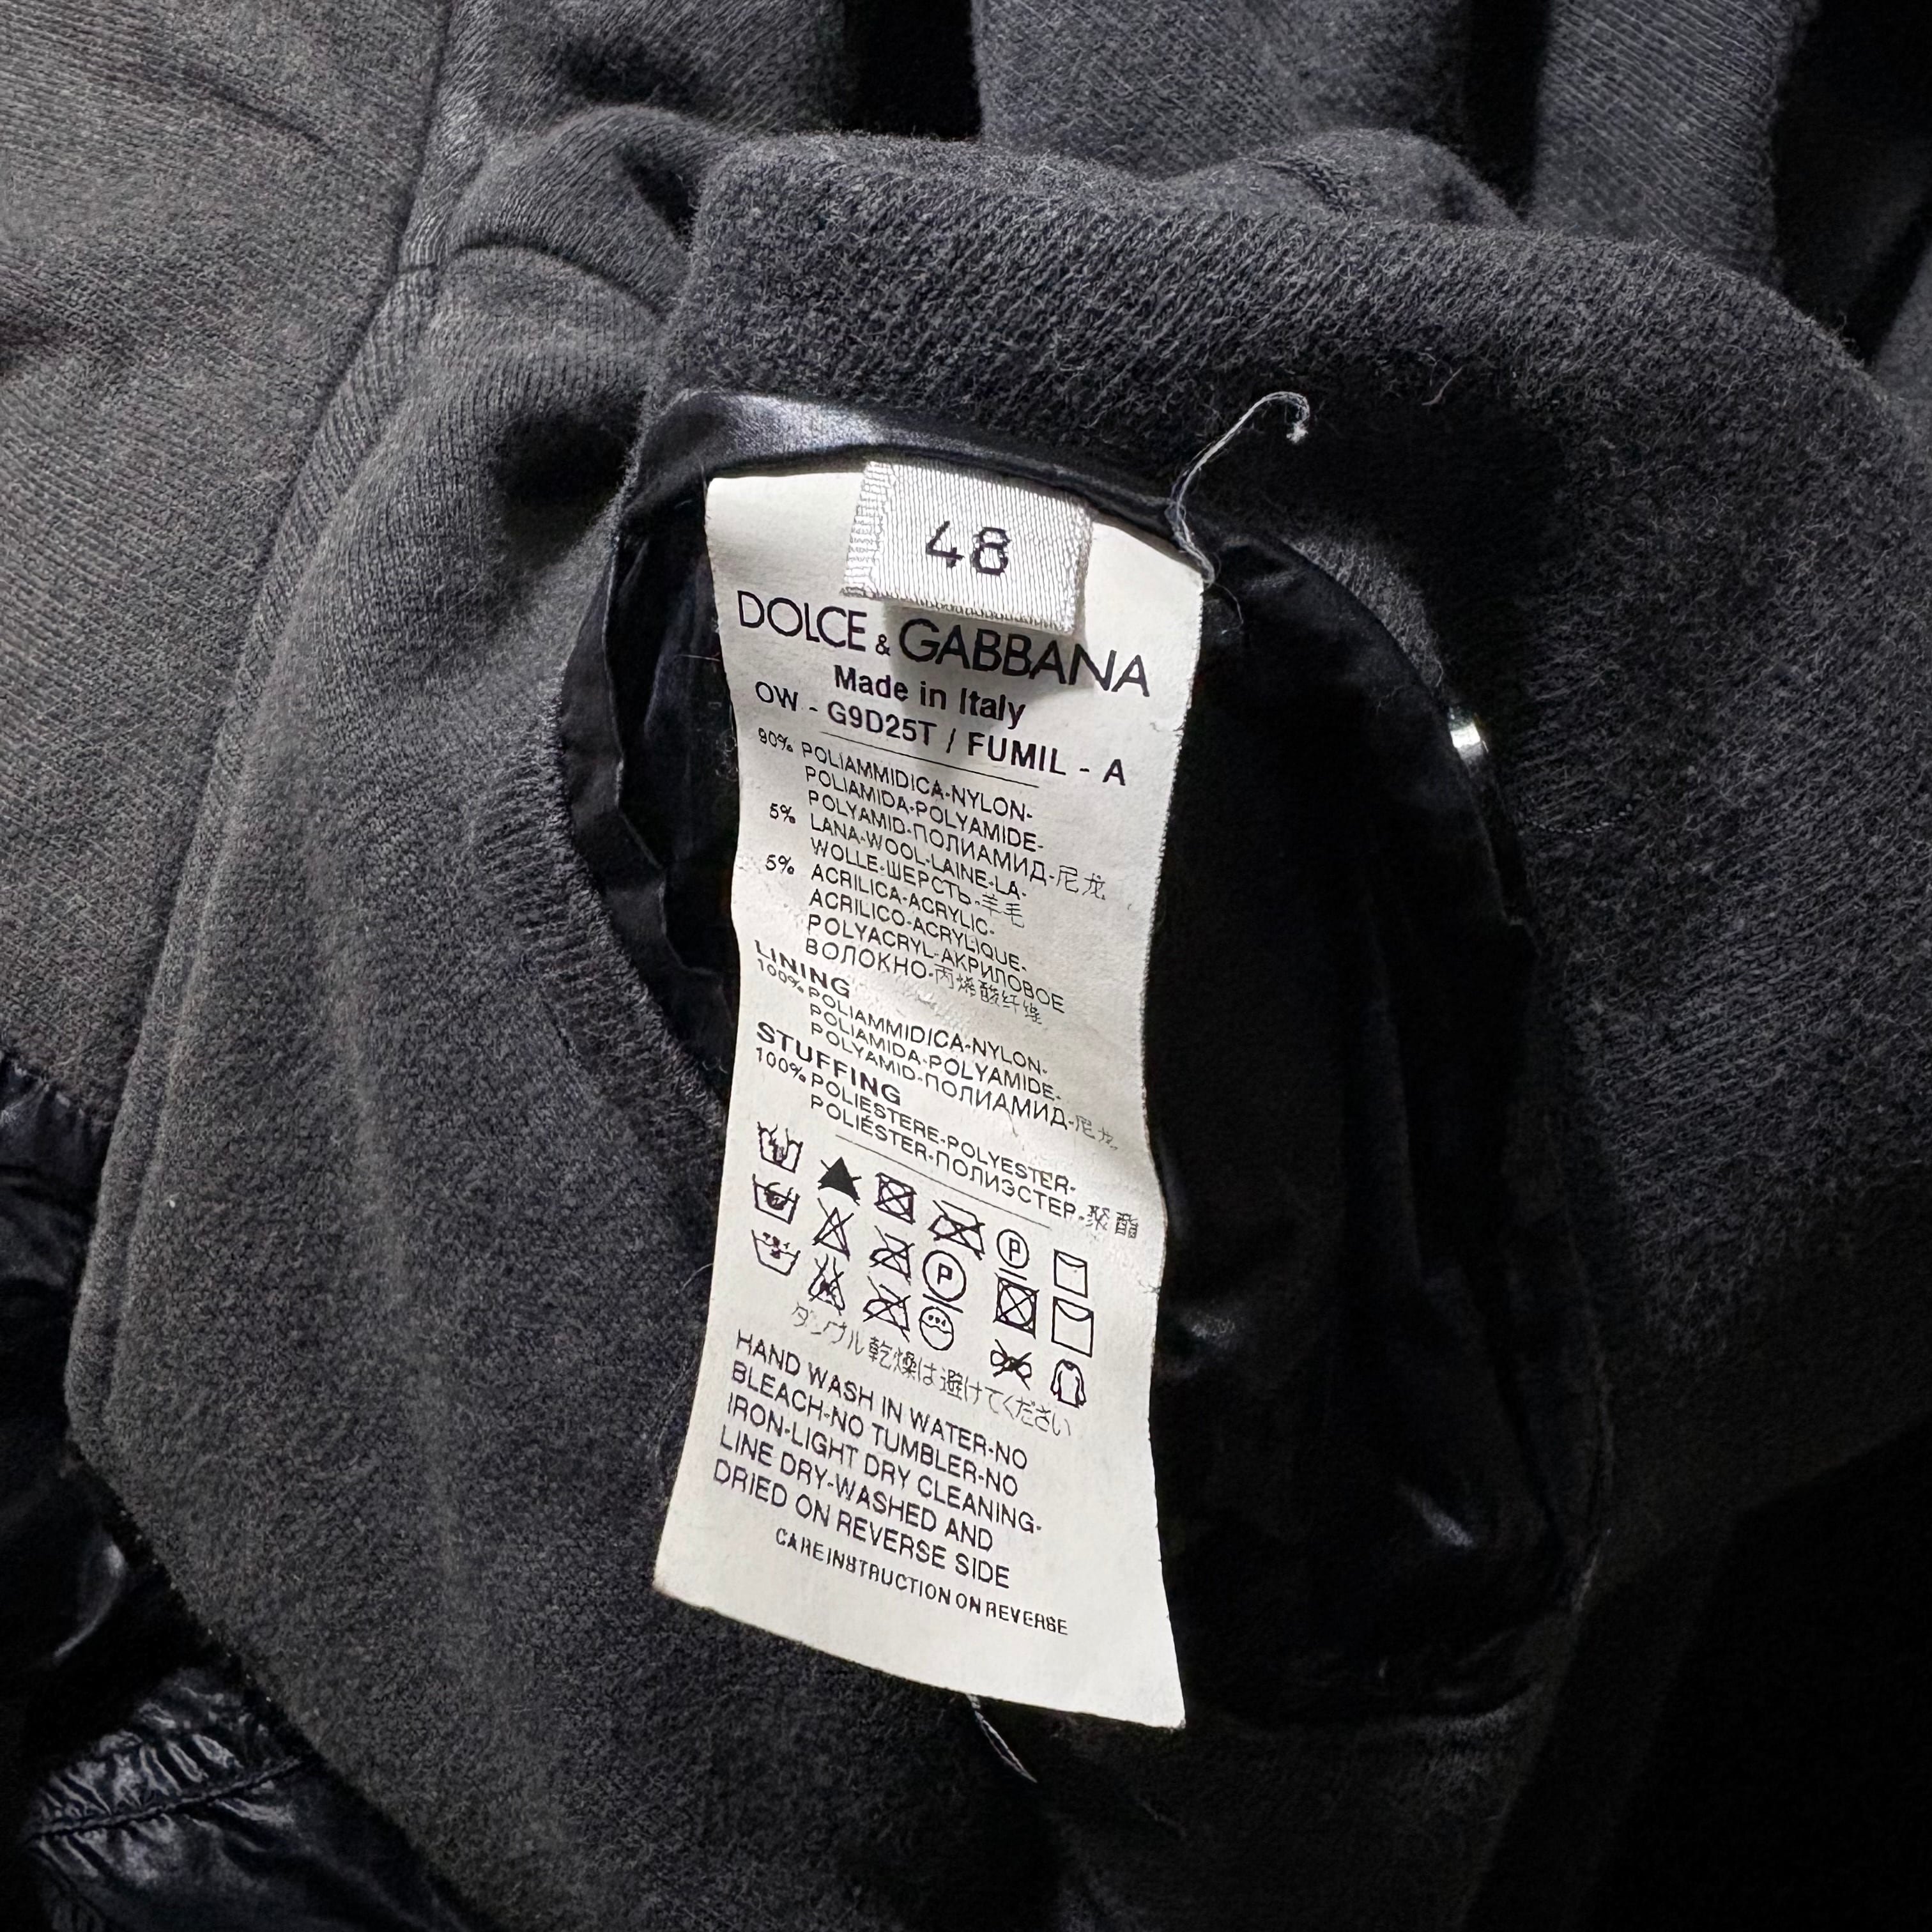 48
DOLCE & GABBANA
Made in Italy
OW - G9D25T / FUMIL - A
90% POLIAMMIDICA-NYLON-
POLIAMIDA-POLYAMIDE-
POLYAMID-ПОЛИАМИД-尼龙
5% LANA-WOOL-LAINE-LA-
WOLLE-ШЕРСТЬ-羊毛
5% ACRILICA-ACRYLIC-
ACRILICO-ACRYLIQUE-
POLYACRYL-АКРИЛОВОЕ
ВОЛОКНО-丙烯酸纤维
LINING
100% POLIAMMIDICA-NYLON-
POLIAMIDA-POLYAMIDE-
POLYAMID-ПОЛИАМИД-尼龙
STUFFING
100% POLIESTERE-POLYESTER-
POLIÉSTER-ПОЛИЭСТЕР-聚酯
P
P
タンブル乾燥は避けてください
HAND WASH IN WATER-NO
BLEACH-NO TUMBLER-NO
IRON-LIGHT DRY CLEANING-
LINE DRY-WASHED AND
DRIED ON REVERSE SIDE
CARE INSTRUCTION ON REVERSE